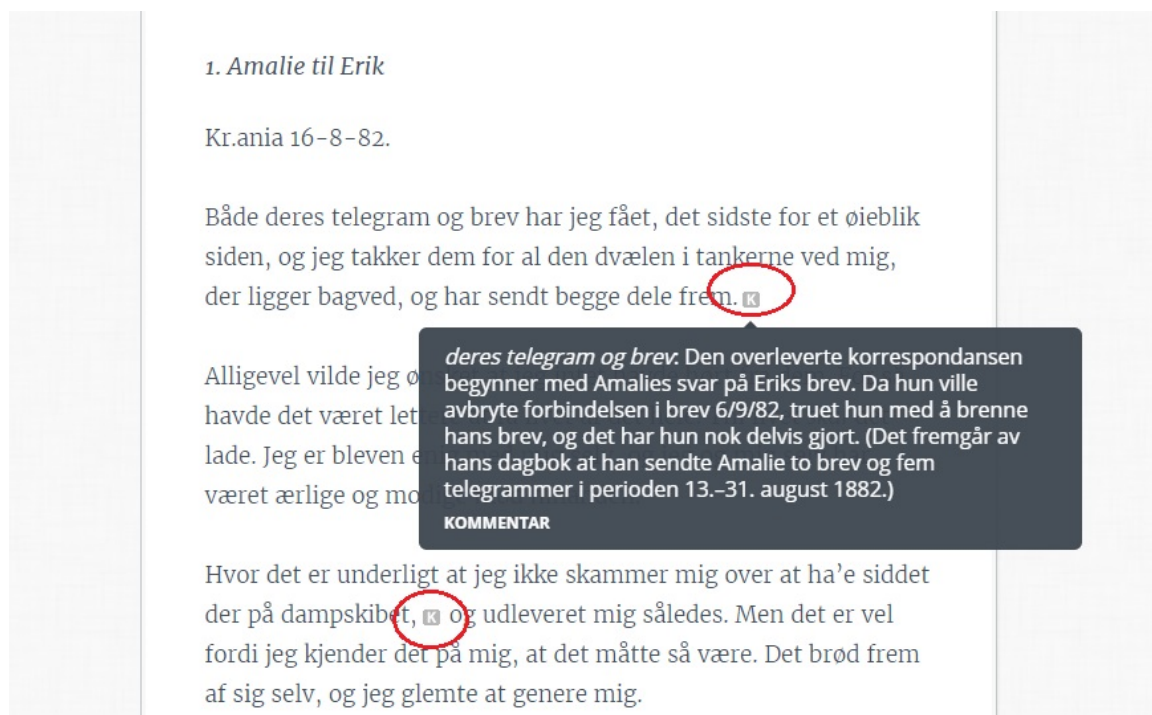 1. Amalie til Erik
Kr.ania 16-8-82.
Både deres telegram og brev har jeg fået, det sidste for et øieblik
siden, og jeg takker dem for al den dvælen i tankerne ved mig,
der ligger bagved, og har sendt begge dele frem. K
deres telegram og brev: Den overleverte korrespondansen
begynner med Amalies svar på Eriks brev. Da hun ville
avbryte forbindelsen i brev 6/9/82, truet hun med å brenne
hans brev, og det har hun nok delvis gjort. (Det fremgår av
hans dagbok at han sendte Amalie to brev og fem
telegrammer i perioden 13.–31. august 1882.)
KOMMENTAR
Alligevel vilde jeg
havde det været
lade. Jeg er bleven
været ærlige og
Hvor det er underligt at jeg ikke skammer mig over at ha'e siddet
der på dampskibet, K og udleveret mig således. Men det er vel
fordi jeg kjender det på mig, at det måtte så være. Det brød frem
af sig selv, og jeg glemte at genere mig.